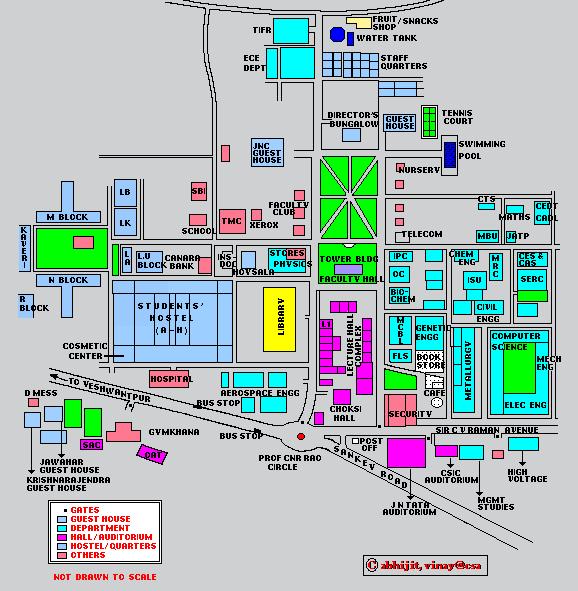 TIFR
FRUIT/SNACKS
SHOP
WATER TANK
ECE
DEPT
STAFF
QUARTERS
DIRECTOR'S
BUNGALOW
GUEST
HOUSE
TENNIS
COURT
JNC
GUEST
HOUSE
SWIMMING
POOL
NURSERY
M BLOCK
LB
LK
SBI
SCHOOL
TMC
XEROX
FACULTY
CLUB
TELECOM
CTS
MATHS
CEDT
CADL
MBU
JATP
KAVERI
N BLOCK
R
BLOCK
L
A
L.U
BLOCK
CANARA
BANK
INS
DOC
HOYSALA
STORES
PHYSICS
TOWER BLDG
FACULTY HALL
IPC
OC
BIO-
CHEM
CHEM
ENG
M
R
C
ISU
CIVIL
ENGG
CES &
CAS
SERC
STUDENTS'
HOSTEL
(A-H)
COSMETIC
CENTER
LIBRARY
LT
LECTURE HALL
COMPLEX
M
C
B
L
GENETIC
ENGG
FLS
BOOK
STORE
CAFE
METALLURGY
COMPUTER
SCIENCE
MECH
ENG
ELEC ENG
HOSPITAL
AEROSPACE ENGG
CHOKSI
HALL
SECURITY
TO YESHWANTPUR
BUS STOP
BUS STOP
D MESS
SAC
GYMKHANA
OAT
JAWAHAR
GUEST HOUSE
KRISHNARAJENDRA
GUEST HOUSE
PROF CNR RAO
CIRCLE
POST
OFF
SIR C V RAMAN AVENUE
SANKEY ROAD
J N TATA
AUDITORIUM
CSIC
AUDITORIUM
MGMT
STUDIES
HIGH
VOLTAGE
GATES
GUEST HOUSE
DEPARTMENT
HALL/AUDITORIUM
HOSTEL/QUARTERS
OTHERS
NOT DRAWN TO SCALE
© abhijit, vinay@csa